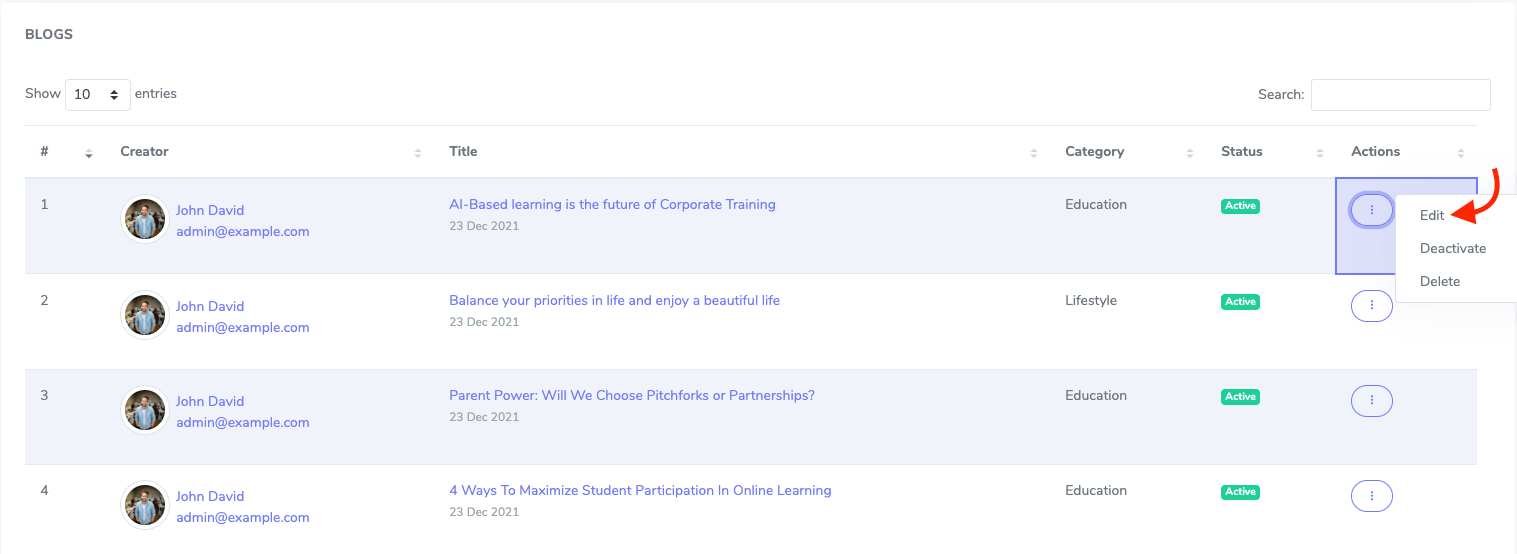 BLOGS
Show 10 entries Search:
# Creator Title Category Status Actions
1 John David AI-Based learning is the future of Corporate Training Education Active Edit
admin@example.com 23 Dec 2021
Deactivate
Delete
2 John David Balance your priorities in life and enjoy a beautiful life Lifestyle Active
admin@example.com 23 Dec 2021
3 John David Parent Power: Will We Choose Pitchforks or Partnerships? Education Active
admin@example.com 23 Dec 2021
4 John David 4 Ways To Maximize Student Participation In Online Learning Education Active
admin@example.com 23 Dec 2021